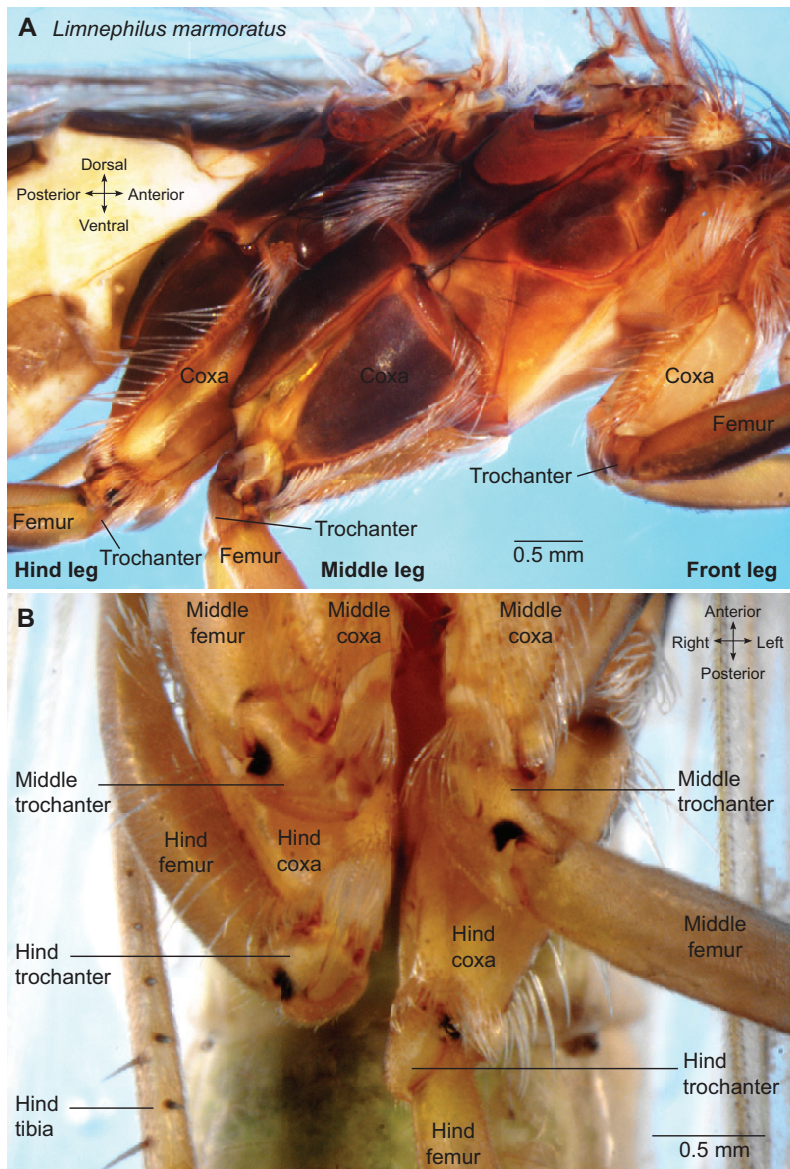 A Limnephilus marmoratus
Dorsal
Posterior Anterior
Ventral
Coxa
Coxa
Coxa
Femur
Trochanter
Femur
Trochanter
Trochanter
Femur
0.5 mm
Hind leg
Middle leg
Front leg
B
Middle
femur
Middle
coxa
Middle
coxa
Anterior
Right Left
Posterior
Middle
trochanter
Middle
trochanter
Hind
femur
Hind
coxa
Hind
coxa
Middle
femur
Hind
trochanter
Hind
trochanter
Hind
tibia
Hind
femur
0.5 mm